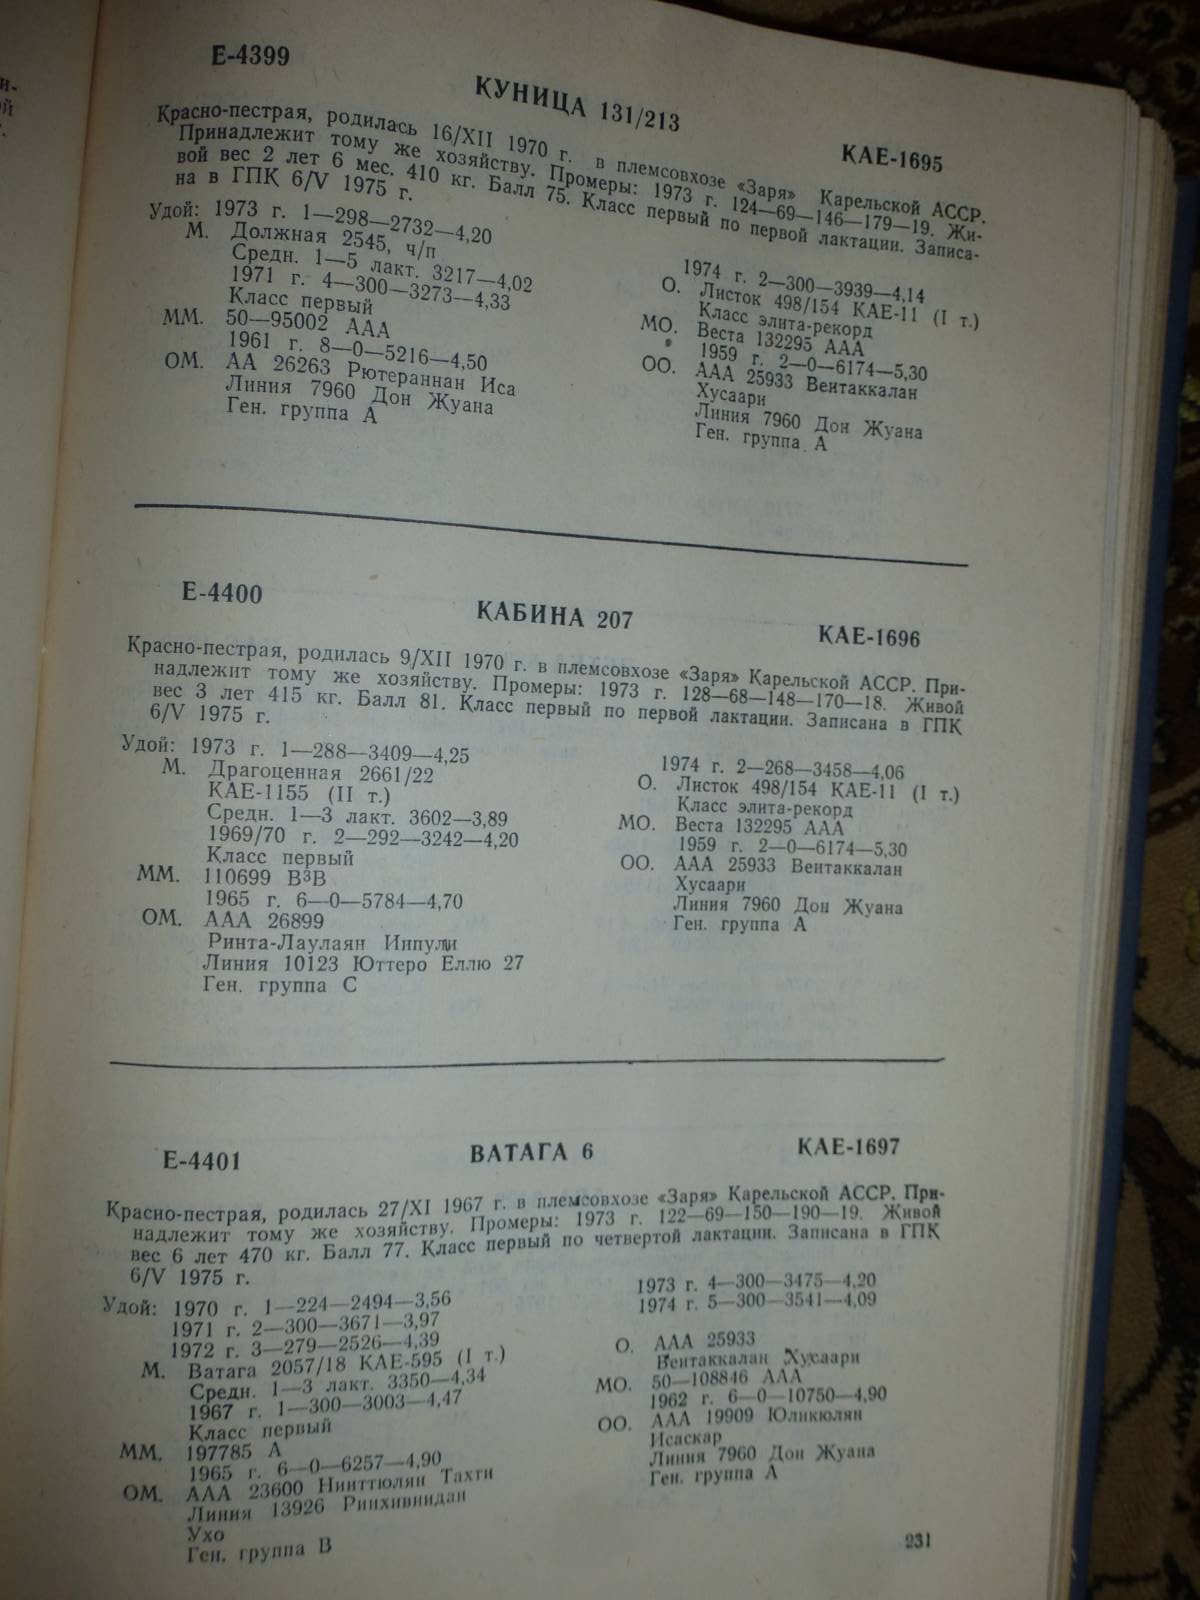 и-
ой
Е-4399
КУНИЦА 131/213
КАЕ-1695
Красно-пестрая, родилась 16/XII 1970 г. в племсовхозе «Заря» Карельской АССР.
Принадлежит тому же хозяйству. Промеры: 1973 г. 124—69—146—179—19. Жи-
вой вес 2 лет 6 мес. 410 кг. Балл 75. Класс первый по первой лактации. Записа-
на в ГПК 6/V 1975 г.
Удой: 1973 г. 1—298—2732—4,20
М. Должная 2545, ч/п
Средн. 1—5 лакт. 3217—4,02
1971 г. 4—300—3273—4,33
Класс первый
ММ. 50—95002 ААА
1961 г. 8—0—5216—4,50
ОМ. АА 26263 Рютераннан Иса
Линия 7960 Дон Жуана
Ген. группа А
1974 г. 2—300—3939—4,14
О. Листок 498/154 КАЕ-11 (I т.)
Класс элита-рекорд
МО. Веста 132295 ААА
1959 г. 2—0—6174—5,30
ОО. ААА 25933 Вентаккалан
Хусаари
Линия 7960 Дон Жуана
Ген. группа А
Е-4400
КАБИНА 207
КАЕ-1696
Красно-пестрая, родилась 9/XII 1970 г. в племсовхозе «Заря» Карельской АССР. При-
надлежит тому же хозяйству. Промеры: 1973 г. 128—68—148—170—18. Живой
вес 3 лет 415 кг. Балл 81. Класс первый по первой лактации. Записана в ГПК
6/V 1975 г.
Удой: 1973 г. 1—288—3409—4,25
М. Драгоценная 2661/22
КАЕ-1155 (II т.)
Средн. 1—3 лакт. 3602—3,89
1969/70 г. 2—292—3242—4,20
Класс первый
ММ. 110699 В³В
1965 г. 6—0—5784—4,70
ОМ. ААА 26899
Ринта-Лаулаян Иипули
Линия 10123 Юттеро Еллю 27
Ген. группа С
1974 г. 2—268—3458—4,06
О. Листок 498/154 КАЕ-11 (I т.)
Класс элита-рекорд
МО. Веста 132295 ААА
1959 г. 2—0—6174—5,30
ОО. ААА 25933 Вентаккалан
Хусаари
Линия 7960 Дон Жуана
Ген. группа А
Е-4401
ВАТАГА 6
КАЕ-1697
Красно-пестрая, родилась 27/XI 1967 г. в племсовхозе «Заря» Карельской АССР. При-
надлежит тому же хозяйству. Промеры: 1973 г. 122—69—150—190—19. Живой
вес 6 лет 470 кг. Балл 77. Класс первый по четвертой лактации. Записана в ГПК
6/V 1975 г.
Удой: 1970 г. 1—224—2494—3,56
1971 г. 2—300—3671—3,97
1972 г. 3—279—2526—4,39
М. Ватага 2057/18 КАЕ-595 (I т.)
Средн. 1—3 лакт. 3350—4,34
1967 г. 1—300—3003—4,47
Класс первый
ММ. 197785 А
1965 г. 6—0—6257—4,90
ОМ. ААА 23600 Нииттюлян Тахти
Линия 13926 Ринхивиидан
Ухо
Ген. группа В
1973 г. 4—300—3475—4,20
1974 г. 5—300—3541—4,09
О. ААА 25933
Вентаккалан Хусаари
МО. 50—108846 ААА
1962 г. 6—0—10750—4,90
ОО. ААА 19909 Юликюлян
Исаскар
Линия 7960 Дон Жуана
Ген. группа А
231